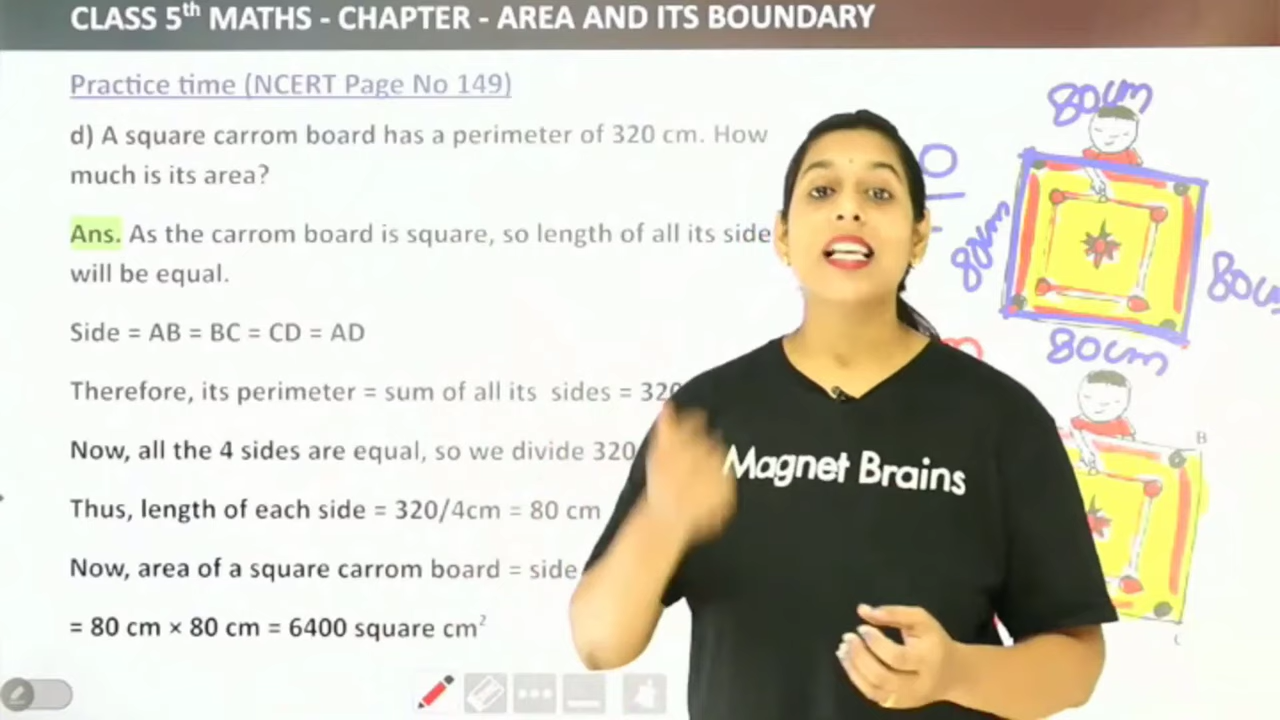 CLASS 5th MATHS - CHAPTER - AREA AND ITS BOUNDARY
Practice time (NCERT Page No 149)
d) A square carrom board has a perimeter of 320 cm. How
much is its area?
Ans. As the carrom board is square, so length of all its side
will be equal.
Side = AB = BC = CD = AD
Therefore, its perimeter = sum of all its sides = 320
Now, all the 4 sides are equal, so we divide 320
Thus, length of each side = 320/4cm = 80 cm
Now, area of a square carrom board = side
= 80 cm × 80 cm = 6400 square cm²
80cm
80cm
80cm
80cm
B
C
Magnet Brains